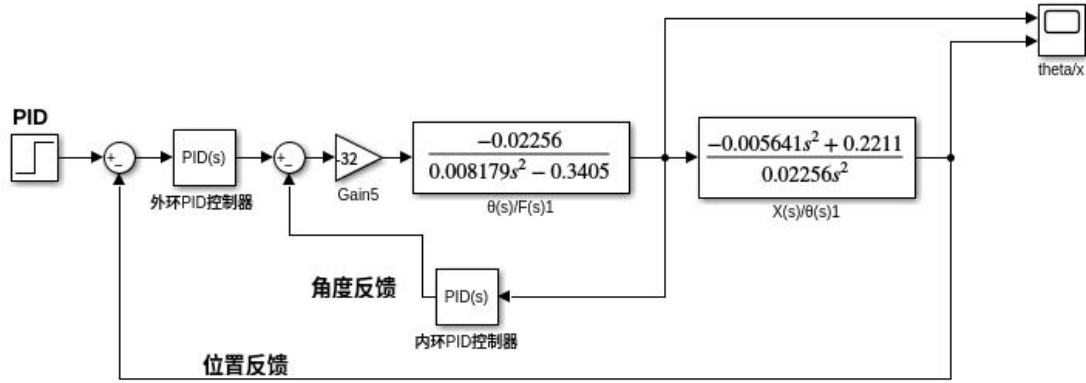 theta/x
PID
+
−
PID(s)
外环PID控制器
+
−
-32
Gain5
-0.02256
0.008179s² − 0.3405
θ(s)/F(s)1
-0.005641s² + 0.2211
0.02256s²
X(s)/θ(s)1
角度反馈
PID(s)
内环PID控制器
位置反馈